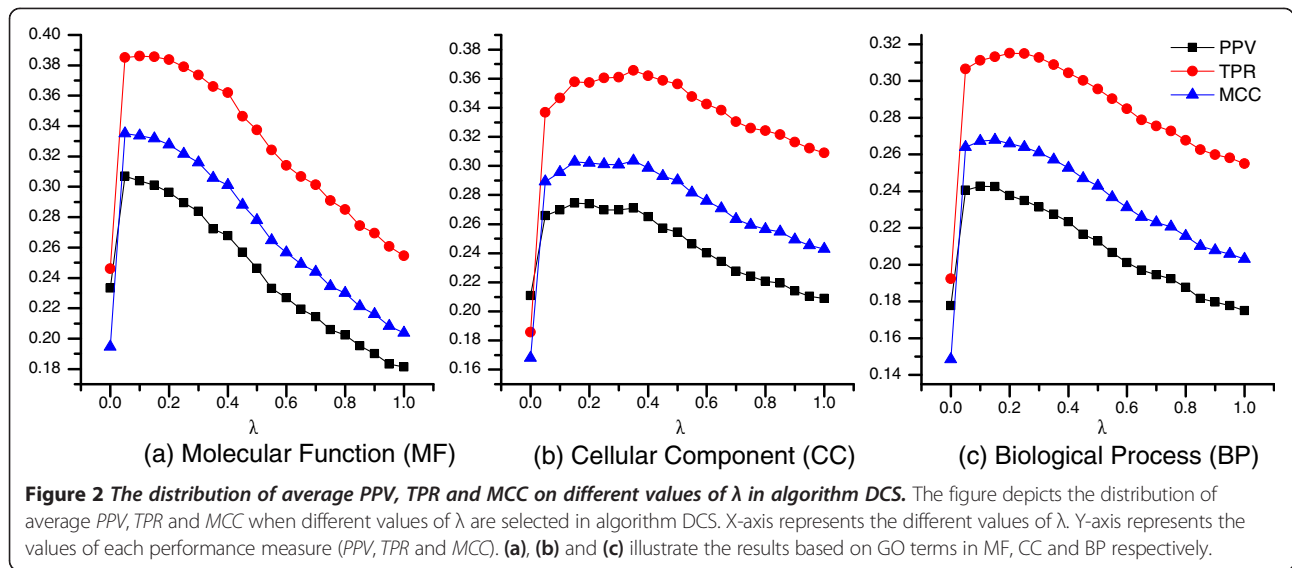 0.40
0.38
0.36
0.34
0.32
0.30
0.28
0.26
0.24
0.22
0.20
0.18
0.0 0.2 0.4 0.6 0.8 1.0
λ
(a) Molecular Function (MF)
0.38
0.36
0.34
0.32
0.30
0.28
0.26
0.24
0.22
0.20
0.18
0.16
0.0 0.2 0.4 0.6 0.8 1.0
λ
(b) Cellular Component (CC)
0.32
0.30
0.28
0.26
0.24
0.22
0.20
0.18
0.16
0.14
0.0 0.2 0.4 0.6 0.8 1.0
λ
(c) Biological Process (BP)
PPV
TPR
MCC
Figure 2 The distribution of average PPV, TPR and MCC on different values of λ in algorithm DCS. The figure depicts the distribution of
average PPV, TPR and MCC when different values of λ are selected in algorithm DCS. X-axis represents the different values of λ. Y-axis represents the
values of each performance measure (PPV, TPR and MCC). (a), (b) and (c) illustrate the results based on GO terms in MF, CC and BP respectively.